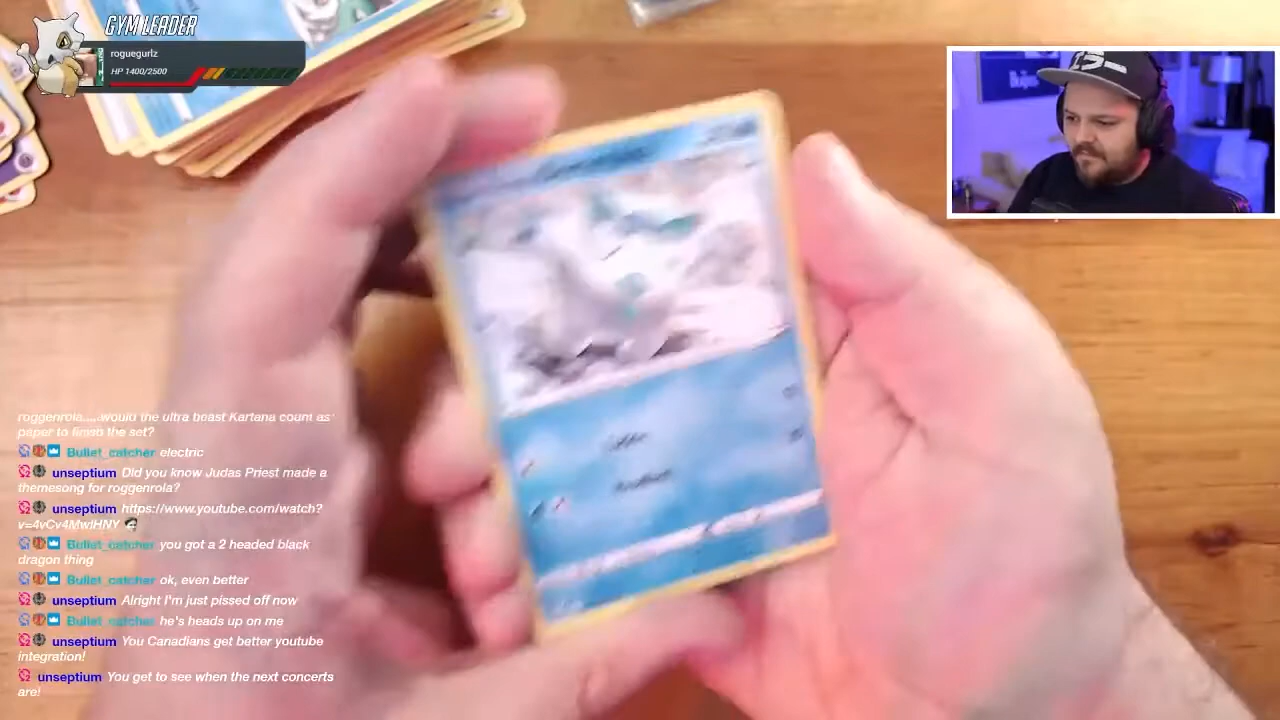 GYM LEADER
roguegurlz
HP 1400/2500
roggenrola.....would the ultra beast Kartana count as
paper to finish the set?
Bullet_catcher electric
unseptium Did you know Judas Priest made a
themesong for roggenrola?
unseptium https://www.youtube.com/watch?
v=4vCv4MwIHNY
Bullet_catcher you got a 2 headed black
dragon thing
Bullet_catcher ok, even better
unseptium Alright I'm just pissed off now
Bullet_catcher he's heads up on me
unseptium You Canadians get better youtube
integration!
unseptium You get to see when the next concerts
are!